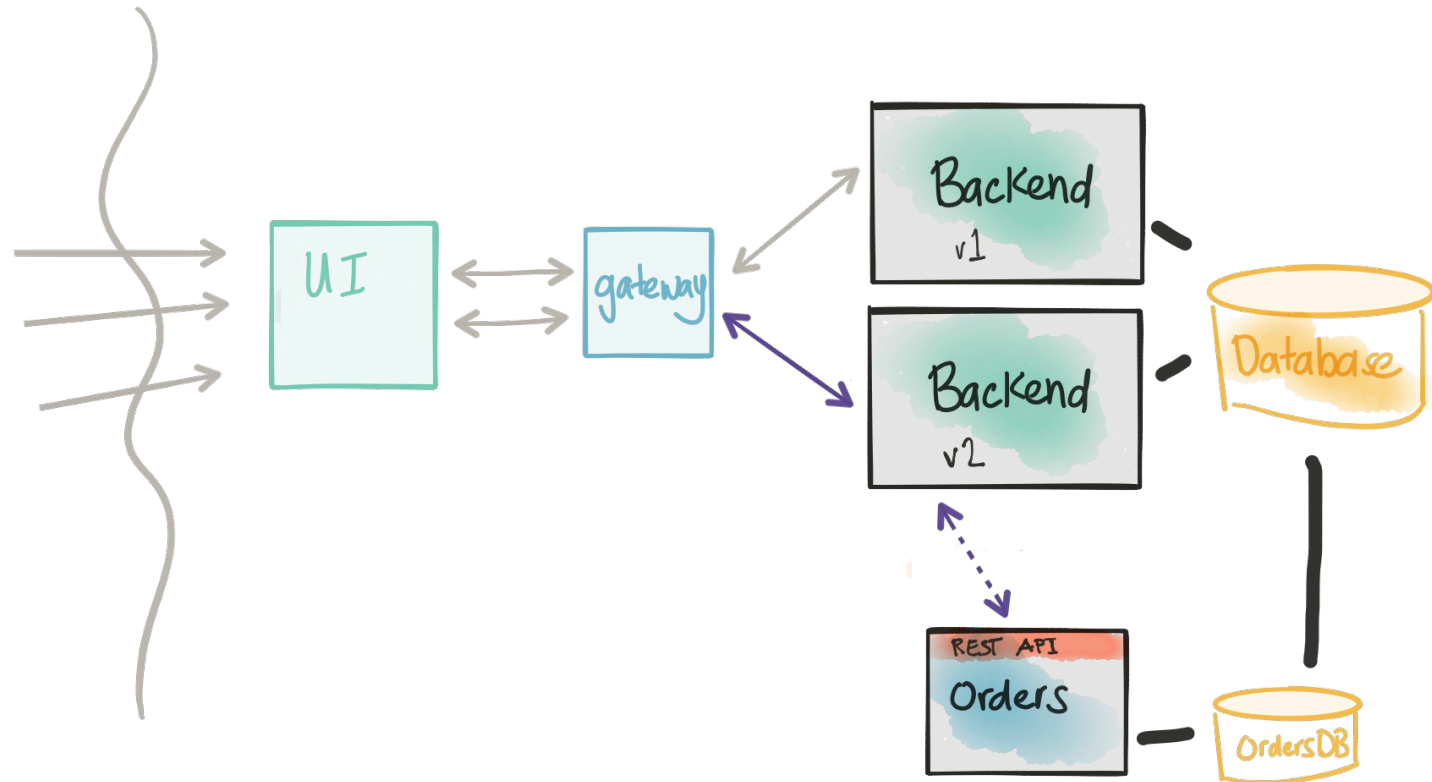 UI
gateway
Backend
v1
Backend
v2
Database
REST API
Orders
OrdersDB